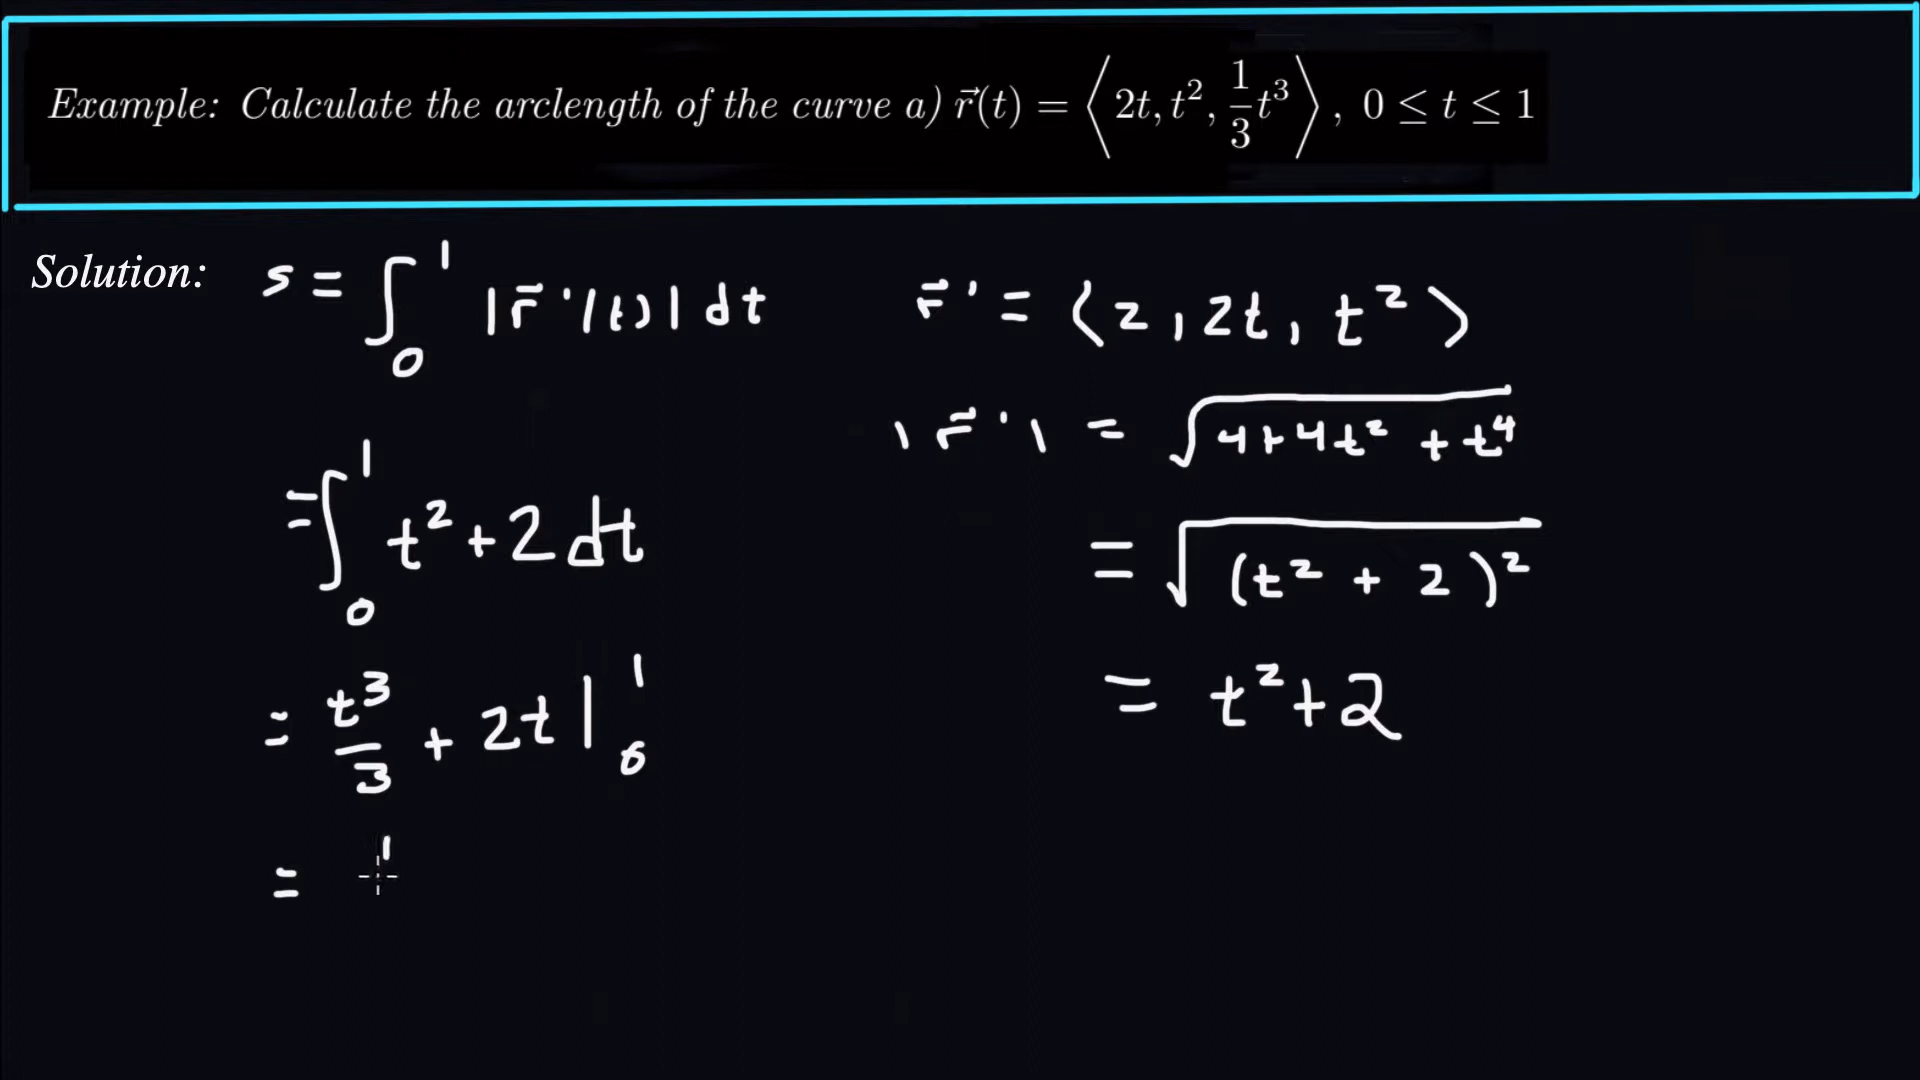 Example: Calculate the arclength of the curve a) r⃗(t) = ⟨2t, t², 1/3 t³⟩, 0 ≤ t ≤ 1
Solution: s = ∫₀¹ |r⃗'(t)| dt
= ∫₀¹ t² + 2 dt
= t³/3 + 2t |₀¹
= 1
r⃗' = ⟨2, 2t, t²⟩
|r⃗'| = √(4+4t² + t⁴)
= √((t² + 2)²)
= t² + 2